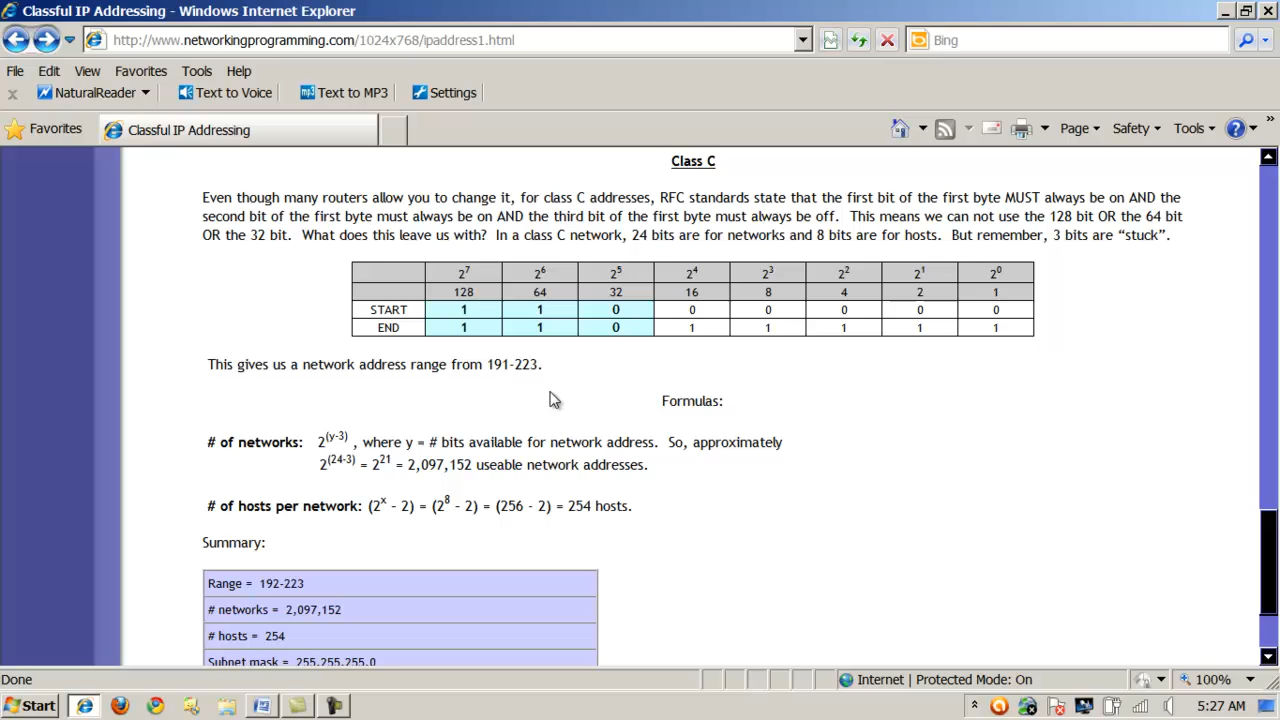 Classful IP Addressing - Windows Internet Explorer
http://www.networkingprogramming.com/1024x768/ipaddress1.html
Bing
File Edit View Favorites Tools Help
x NaturalReader Text to Voice mp3 Text to MP3 Settings
Favorites Classful IP Addressing Page Safety Tools »
Class C
Even though many routers allow you to change it, for class C addresses, RFC standards state that the first bit of the first byte MUST always be on AND the
second bit of the first byte must always be on AND the third bit of the first byte must always be off. This means we can not use the 128 bit OR the 64 bit
OR the 32 bit. What does this leave us with? In a class C network, 24 bits are for networks and 8 bits are for hosts. But remember, 3 bits are “stuck”.
2⁷ 2⁶ 2⁵ 2⁴ 2³ 2² 2¹ 2⁰
128 64 32 16 8 4 2 1
START 1 1 0 0 0 0 0 0
END 1 1 0 1 1 1 1 1
This gives us a network address range from 191-223.
Formulas:
# of networks: 2^(y-3) , where y = # bits available for network address. So, approximately
2^(24-3) = 2^21 = 2,097,152 useable network addresses.
# of hosts per network: (2^x - 2) = (2^8 - 2) = (256 - 2) = 254 hosts.
Summary:
Range = 192-223
# networks = 2,097,152
# hosts = 254
Subnet mask = 255.255.255.0
Done Internet | Protected Mode: On 100%
Start « 5:27 AM